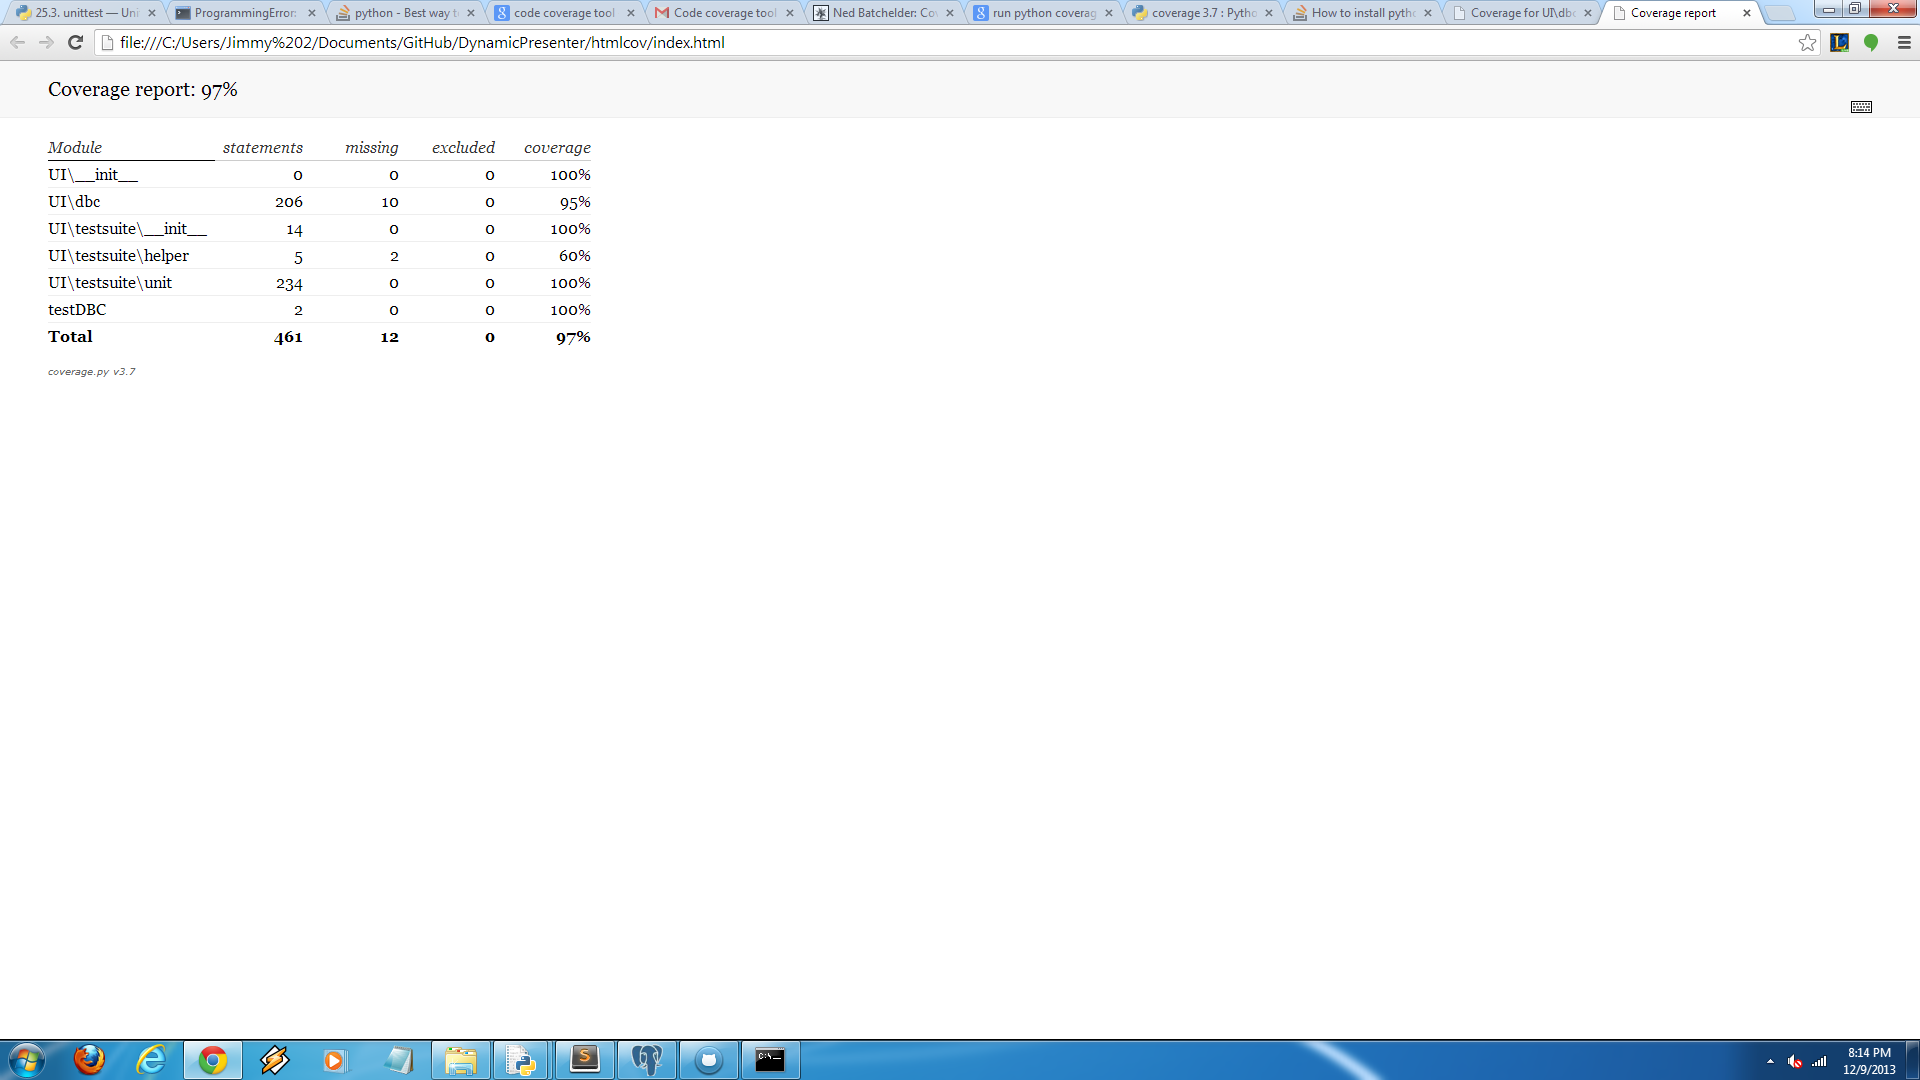 25.3. unittest — Uni
ProgrammingError:
python - Best way t
code coverage tool
Code coverage tool
Ned Batchelder: Co
run python coverag
coverage 3.7 : Pytho
How to install pytho
Coverage for UI\dbc
Coverage report
file:///C:/Users/Jimmy%202/Documents/GitHub/DynamicPresenter/htmlcov/index.html
Coverage report: 97%
Module statements missing excluded coverage
UI\__init__ 0 0 0 100%
UI\dbc 206 10 0 95%
UI\testsuite\__init__ 14 0 0 100%
UI\testsuite\helper 5 2 0 60%
UI\testsuite\unit 234 0 0 100%
testDBC 2 0 0 100%
Total 461 12 0 97%
coverage.py v3.7
8:14 PM
12/9/2013